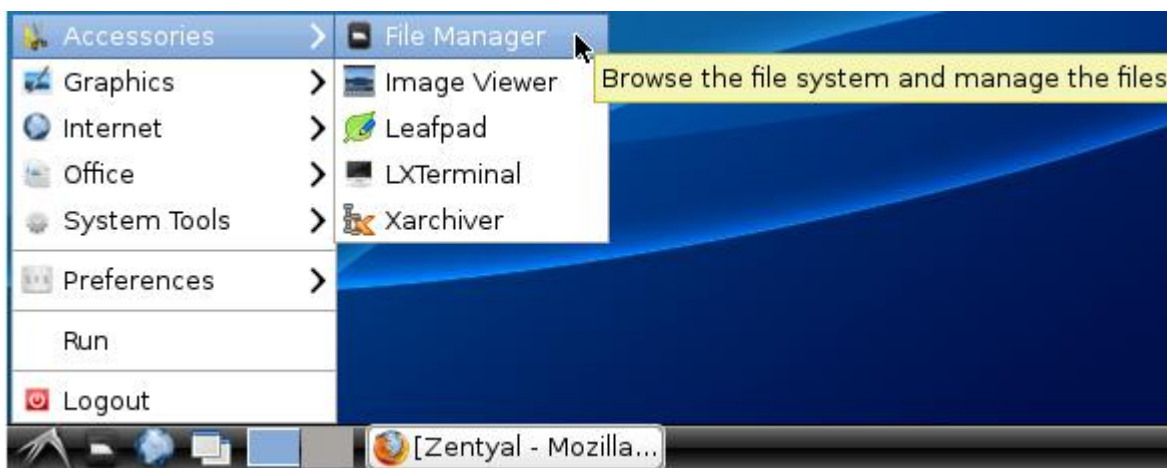 Accessories
Graphics
Internet
Office
System Tools
Preferences
Run
Logout
File Manager
Image Viewer
Leafpad
LXTerminal
Xarchiver
Browse the file system and manage the files
[Zentyal - Mozilla...